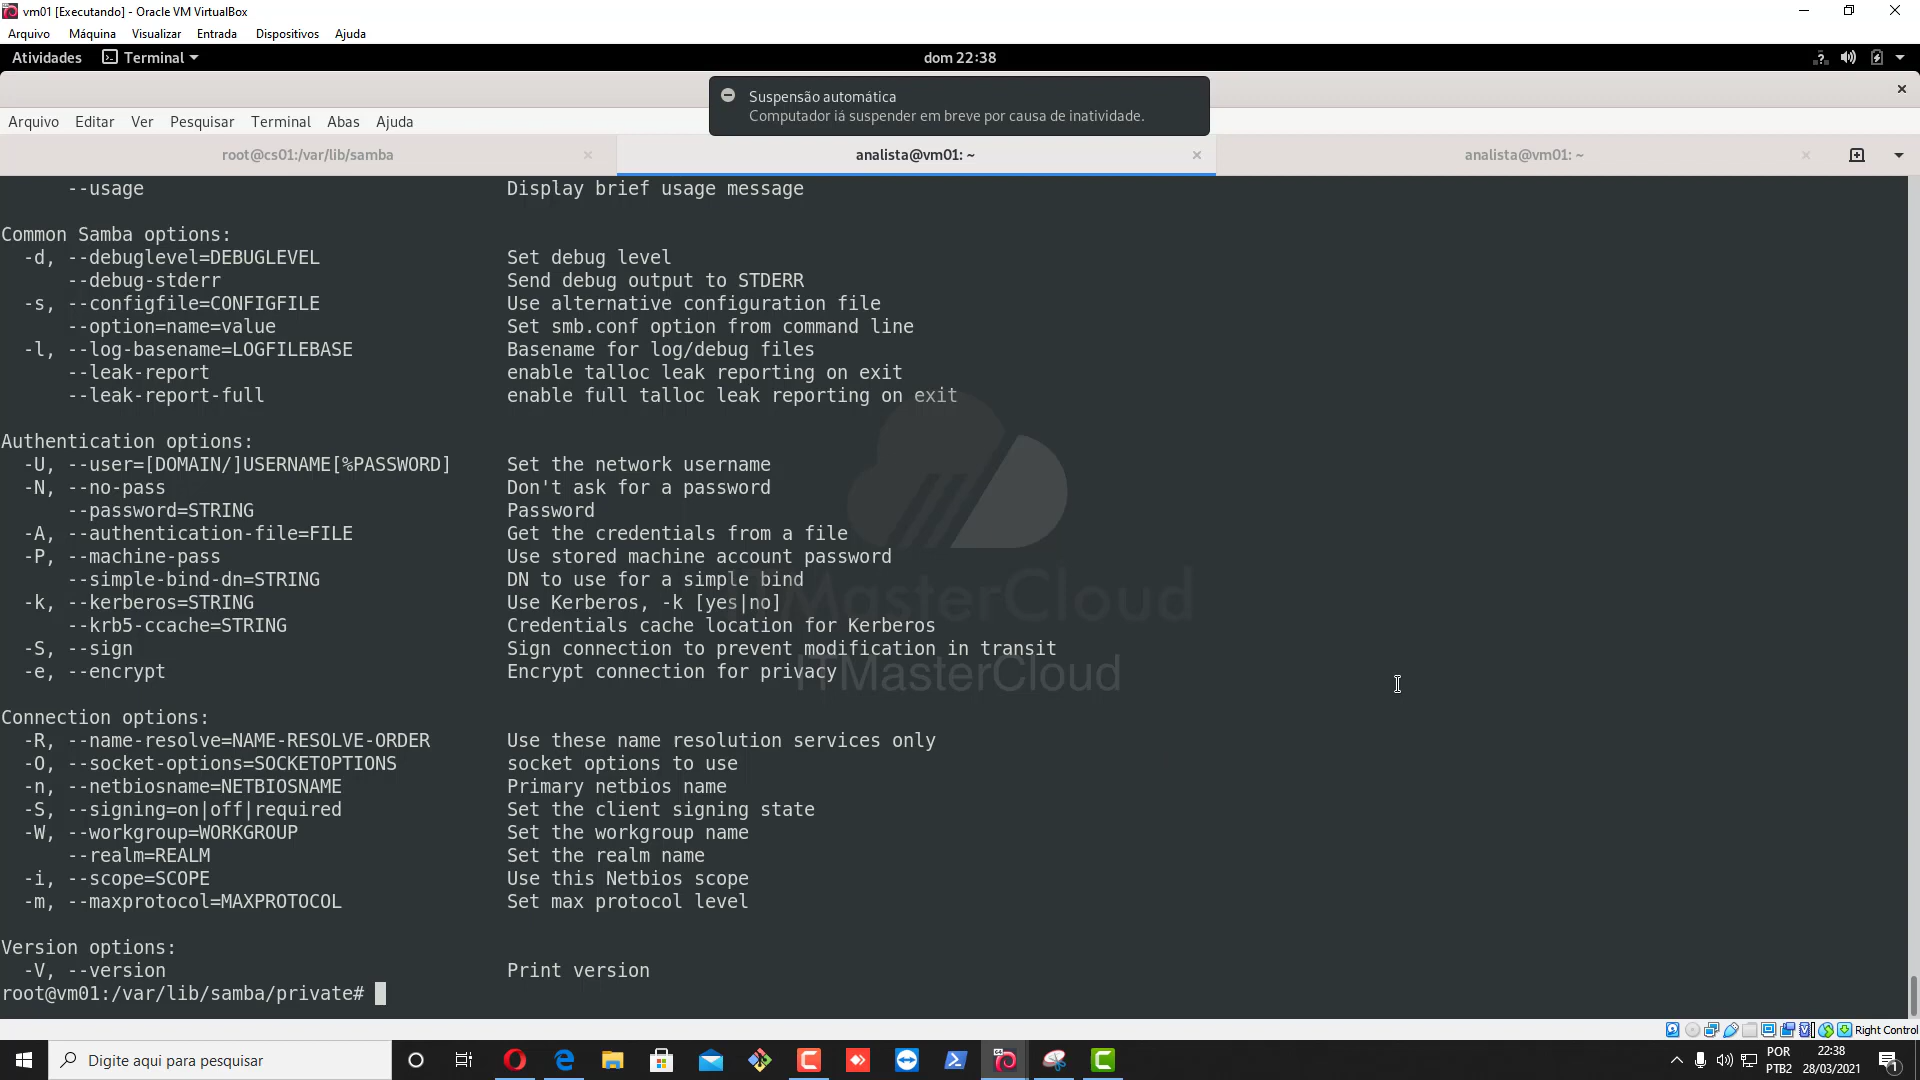 vm01 [Executando] - Oracle VM VirtualBox
Arquivo Máquina Visualizar Entrada Dispositivos Ajuda
Atividades Terminal dom 22:38
Suspensão automática
Computador iá suspender em breve por causa de inatividade.
Arquivo Editar Ver Pesquisar Terminal Abas Ajuda
root@cs01:/var/lib/samba analista@vm01: ~ analista@vm01: ~
--usage Display brief usage message
Common Samba options:
-d, --debuglevel=DEBUGLEVEL Set debug level
--debug-stderr Send debug output to STDERR
-s, --configfile=CONFIGFILE Use alternative configuration file
--option=name=value Set smb.conf option from command line
-l, --log-basename=LOGFILEBASE Basename for log/debug files
--leak-report enable talloc leak reporting on exit
--leak-report-full enable full talloc leak reporting on exit
Authentication options:
-U, --user=[DOMAIN/]USERNAME[%PASSWORD] Set the network username
-N, --no-pass Don't ask for a password
--password=STRING Password
-A, --authentication-file=FILE Get the credentials from a file
-P, --machine-pass Use stored machine account password
--simple-bind-dn=STRING DN to use for a simple bind
-k, --kerberos=STRING Use Kerberos, -k [yes|no]
ITMasterCloud
--krb5-ccache=STRING Credentials cache location for Kerberos
-S, --sign Sign connection to prevent modification in transit
-e, --encrypt Encrypt connection for privacy
ITMasterCloud
Connection options:
-R, --name-resolve=NAME-RESOLVE-ORDER Use these name resolution services only
-O, --socket-options=SOCKETOPTIONS socket options to use
-n, --netbiosname=NETBIOSNAME Primary netbios name
-S, --signing=on|off|required Set the client signing state
-W, --workgroup=WORKGROUP Set the workgroup name
--realm=REALM Set the realm name
-i, --scope=SCOPE Use this Netbios scope
-m, --maxprotocol=MAXPROTOCOL Set max protocol level
Version options:
-V, --version Print version
root@vm01:/var/lib/samba/private#
Right Control
Digite aqui para pesquisar
POR
PTB2
22:38
28/03/2021
1